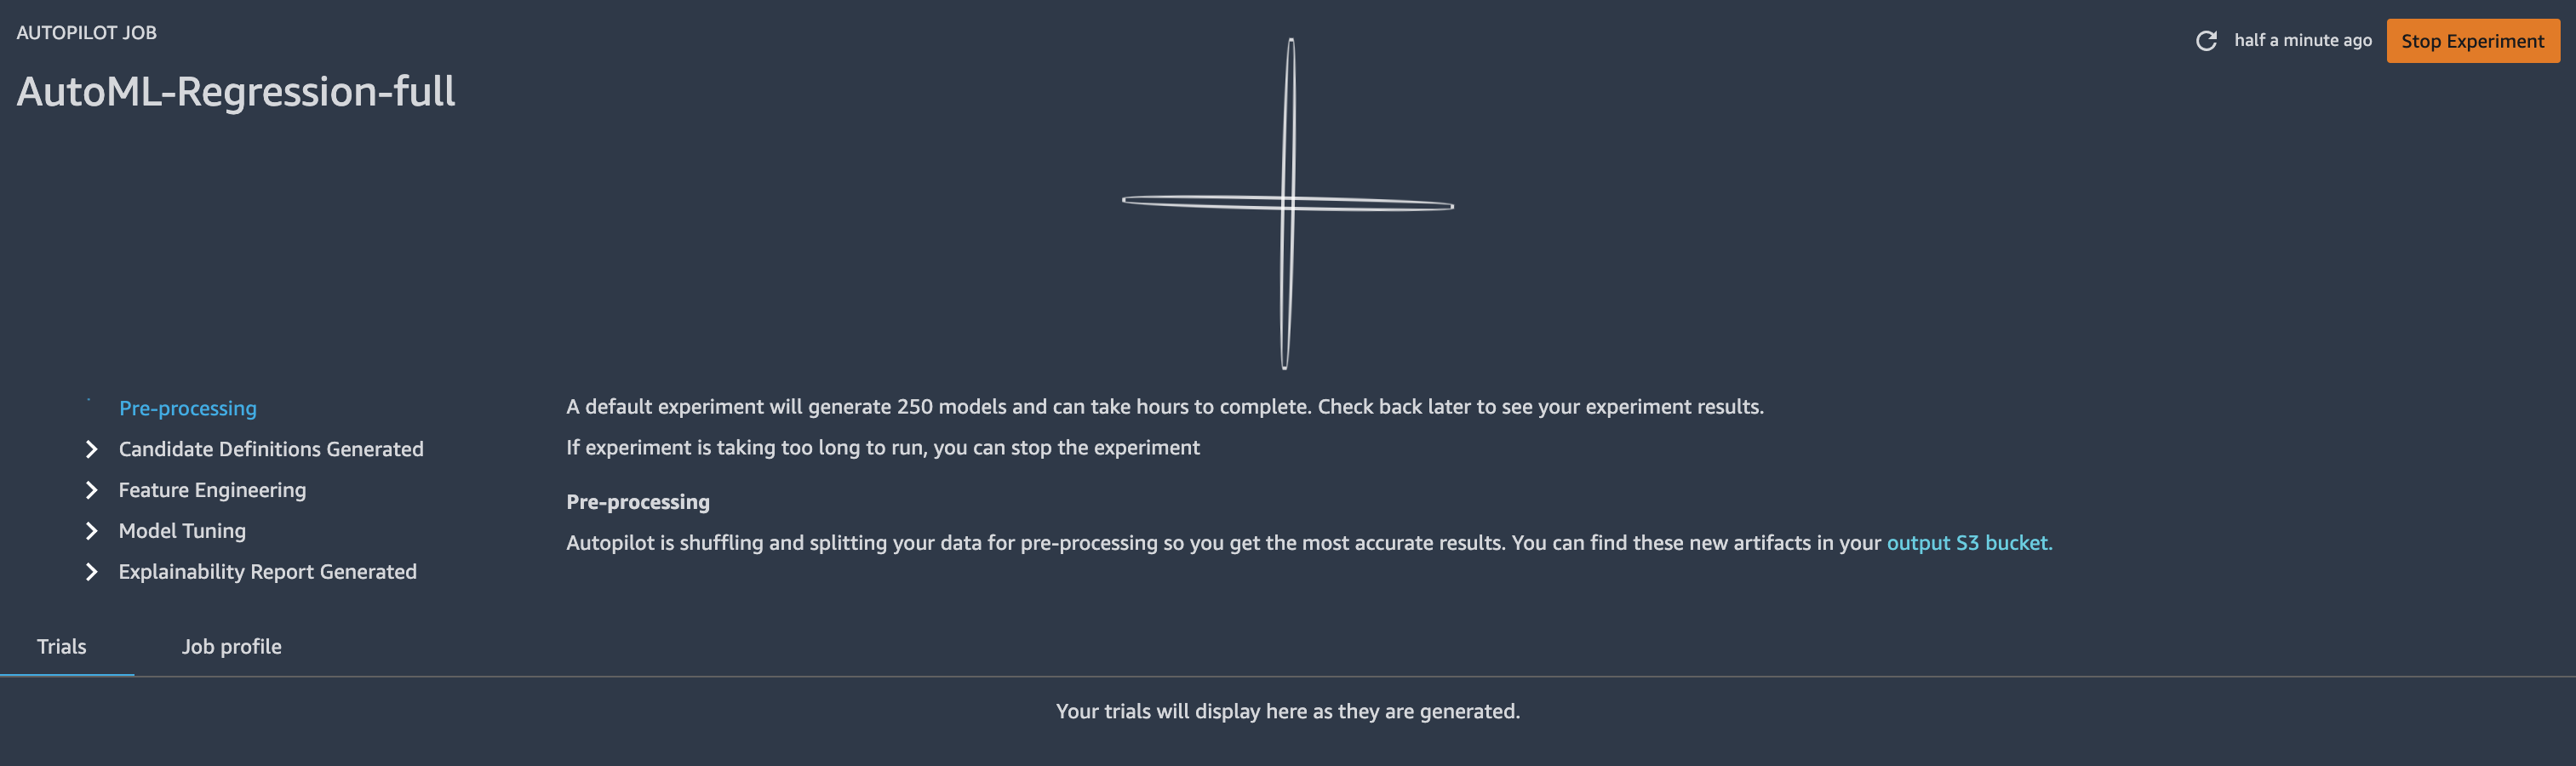 AUTOPILOT JOB
half a minute ago
Stop Experiment
AutoML-Regression-full
Pre-processing
Candidate Definitions Generated
Feature Engineering
Model Tuning
Explainability Report Generated
A default experiment will generate 250 models and can take hours to complete. Check back later to see your experiment results.
If experiment is taking too long to run, you can stop the experiment
Pre-processing
Autopilot is shuffling and splitting your data for pre-processing so you get the most accurate results. You can find these new artifacts in your output S3 bucket.
Trials
Job profile
Your trials will display here as they are generated.